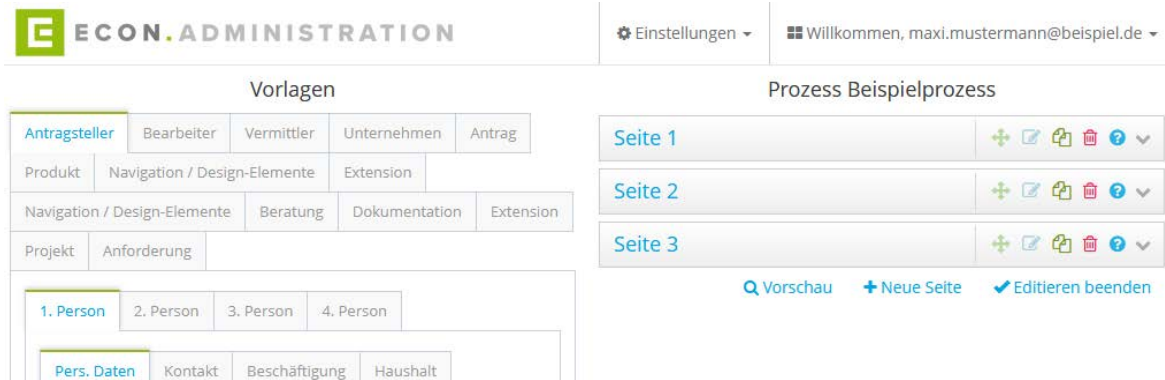 ECON.ADMINISTRATION
Einstellungen
Willkommen, maxi.mustermann@beispiel.de
Vorlagen
Antragsteller Bearbeiter Vermittler Unternehmen Antrag
Produkt Navigation / Design-Elemente Extension
Navigation / Design-Elemente Beratung Dokumentation Extension
Projekt Anforderung
1. Person 2. Person 3. Person 4. Person
Pers. Daten Kontakt Beschäftigung Haushalt
Prozess Beispielprozess
Seite 1
Seite 2
Seite 3
Vorschau Neue Seite Editieren beenden